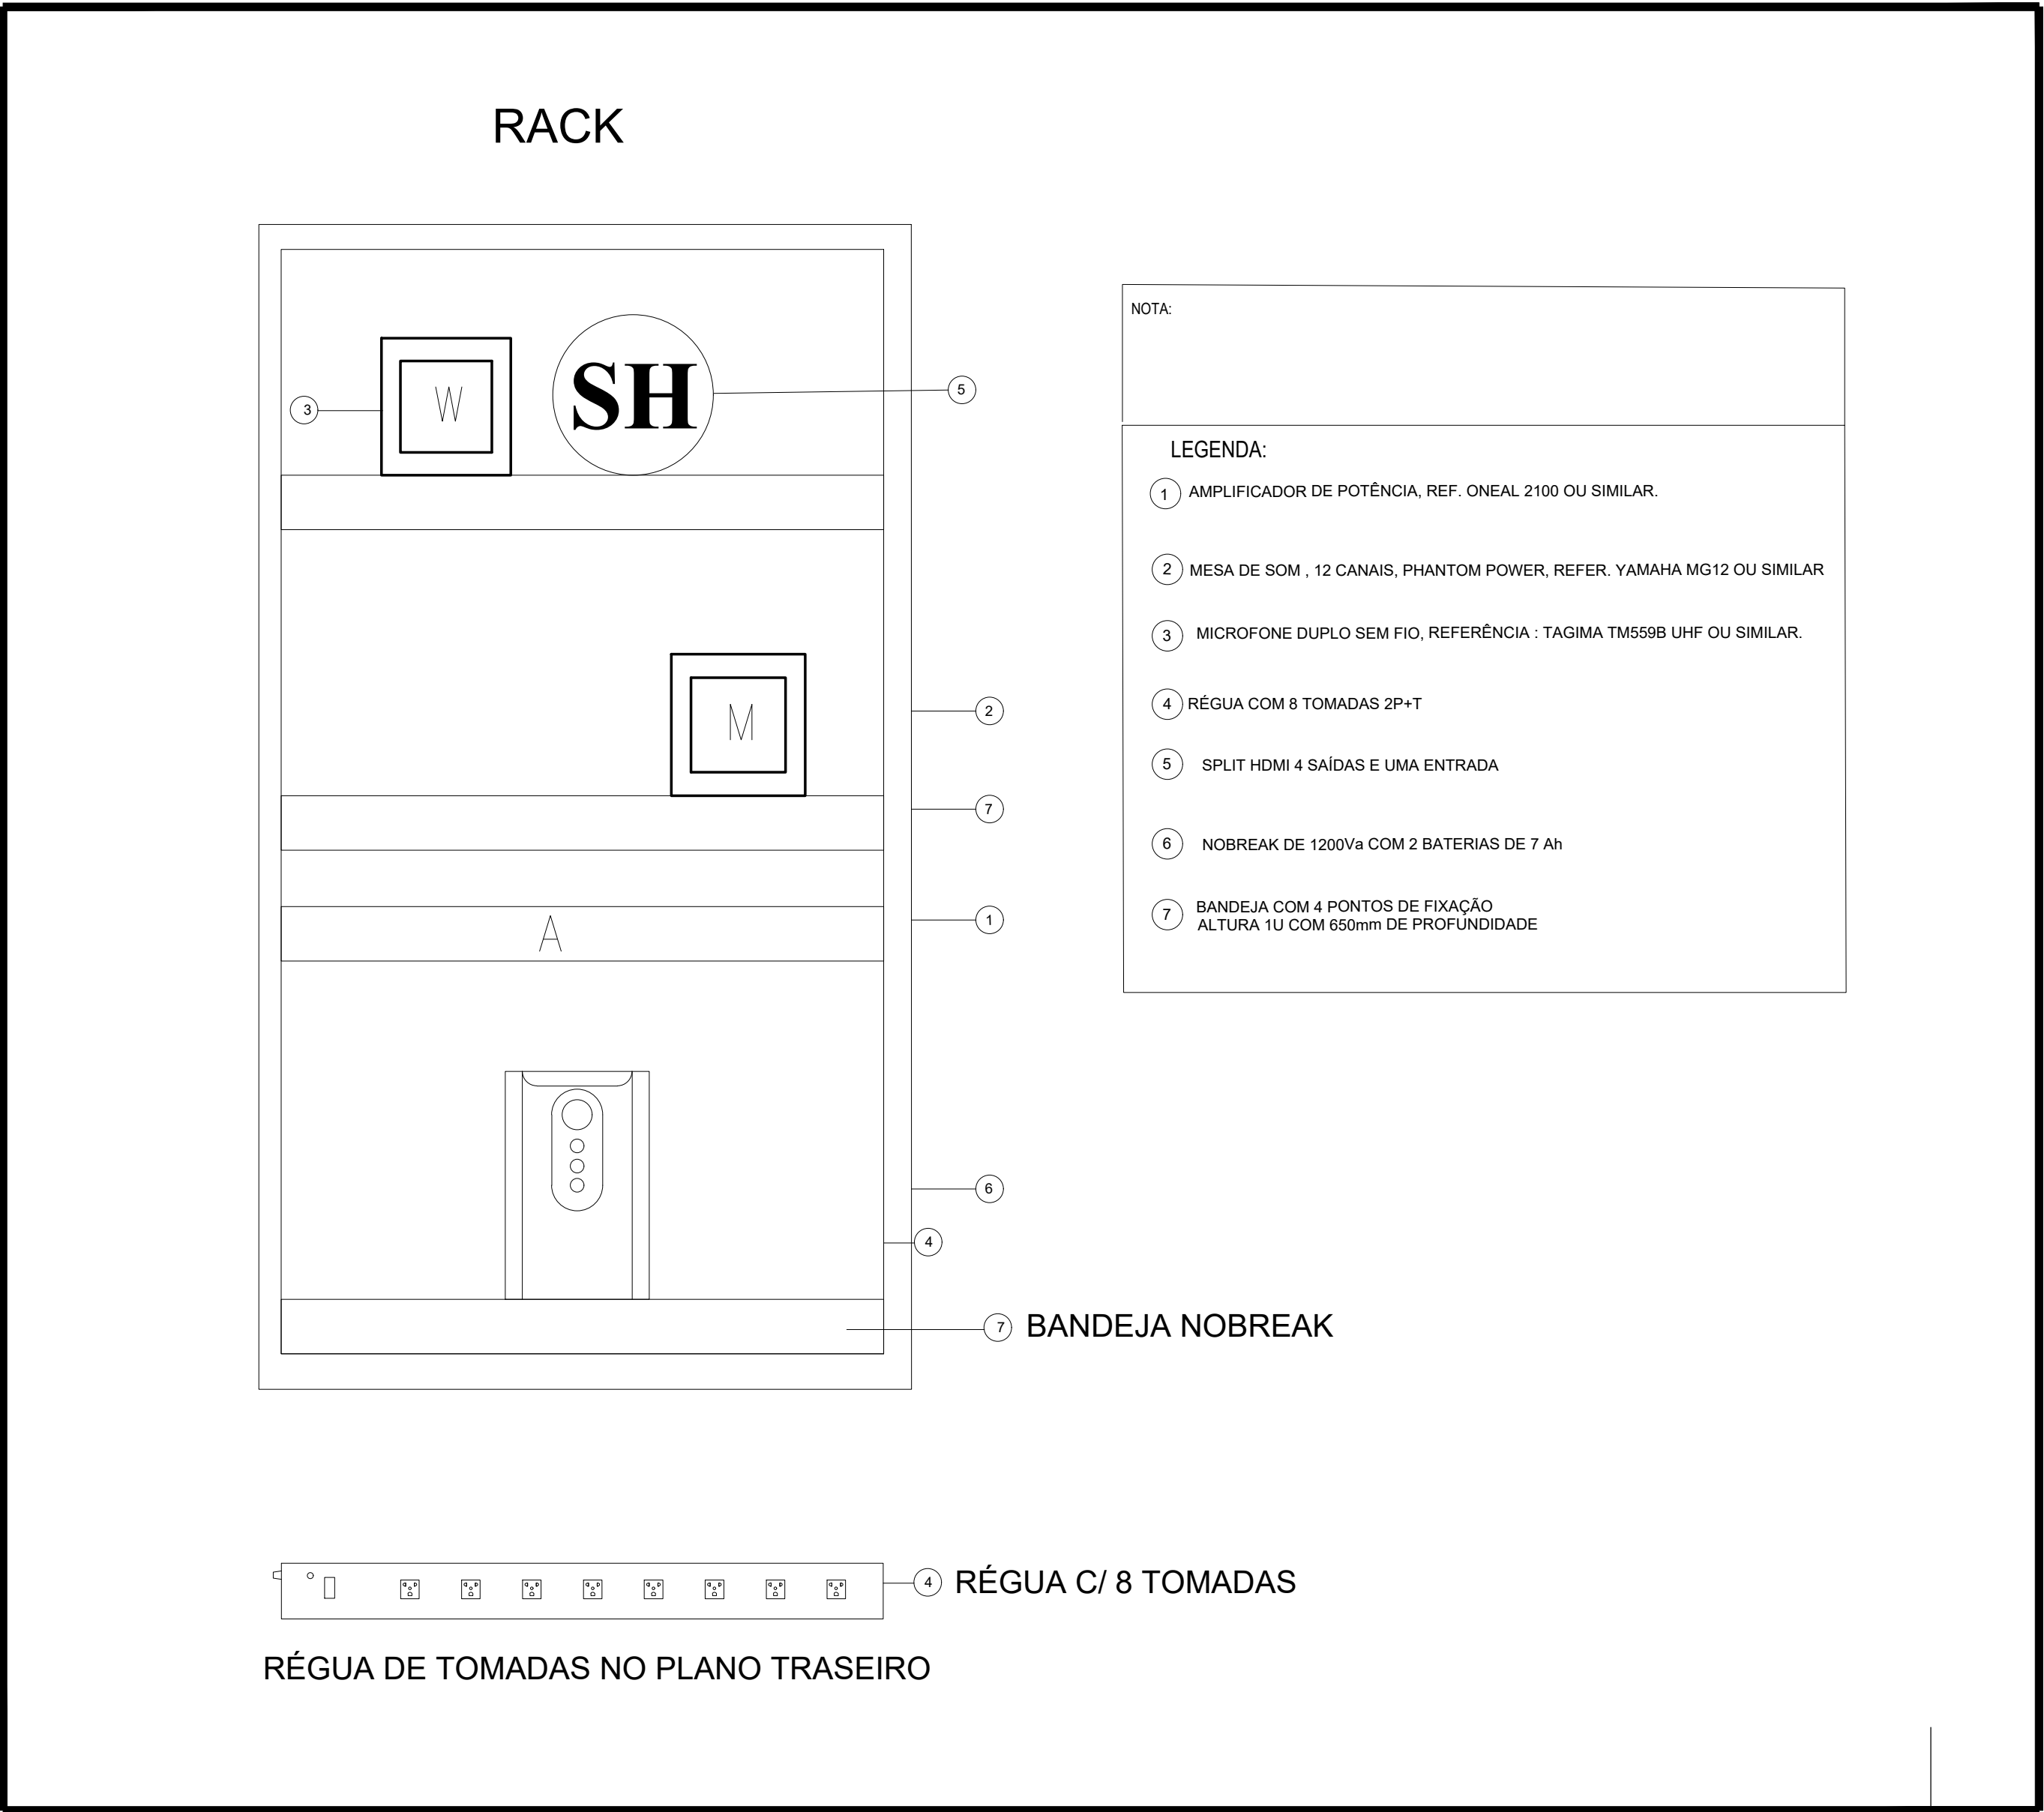 RACK
W
SH
3
5
M
2
7
A
1
6
4
7 BANDEJA NOBREAK
4 RÉGUA C/ 8 TOMADAS
RÉGUA DE TOMADAS NO PLANO TRASEIRO
NOTA:
LEGENDA:
1 AMPLIFICADOR DE POTÊNCIA, REF. ONEAL 2100 OU SIMILAR.
2 MESA DE SOM , 12 CANAIS, PHANTOM POWER, REFER. YAMAHA MG12 OU SIMILAR
3 MICROFONE DUPLO SEM FIO, REFERÊNCIA : TAGIMA TM559B UHF OU SIMILAR.
4 RÉGUA COM 8 TOMADAS 2P+T
5 SPLIT HDMI 4 SAÍDAS E UMA ENTRADA
6 NOBREAK DE 1200Va COM 2 BATERIAS DE 7 Ah
7 BANDEJA COM 4 PONTOS DE FIXAÇÃO
ALTURA 1U COM 650mm DE PROFUNDIDADE